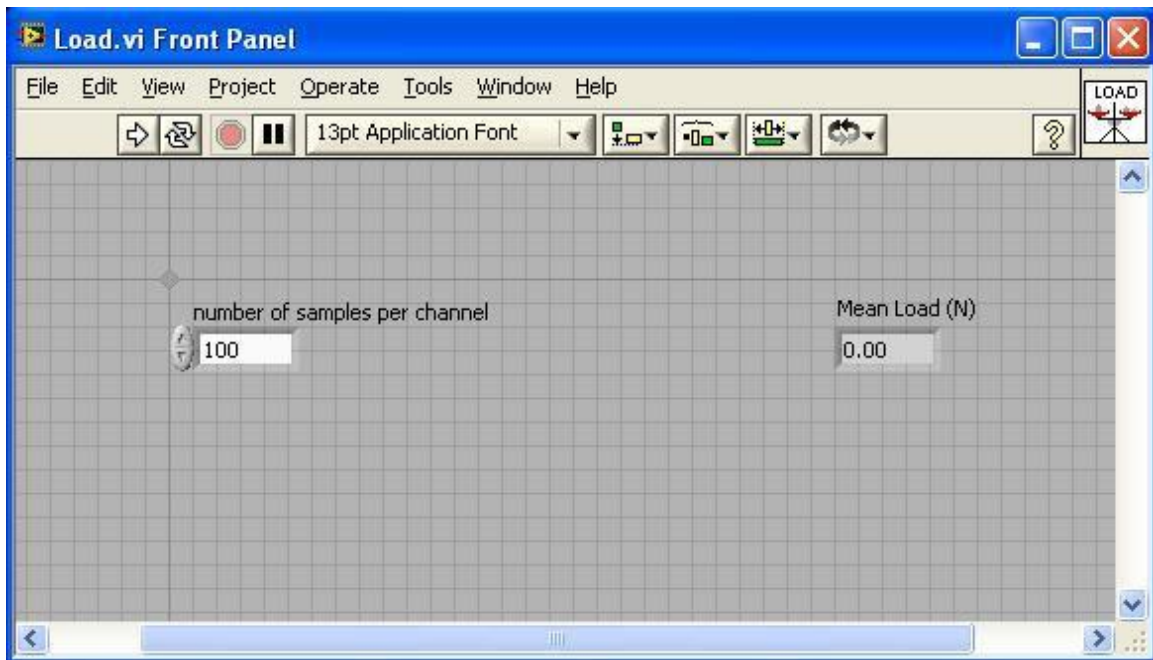 Load.vi Front Panel
File Edit View Project Operate Tools Window Help
LOAD
13pt Application Font
number of samples per channel
Mean Load (N)
100
0.00